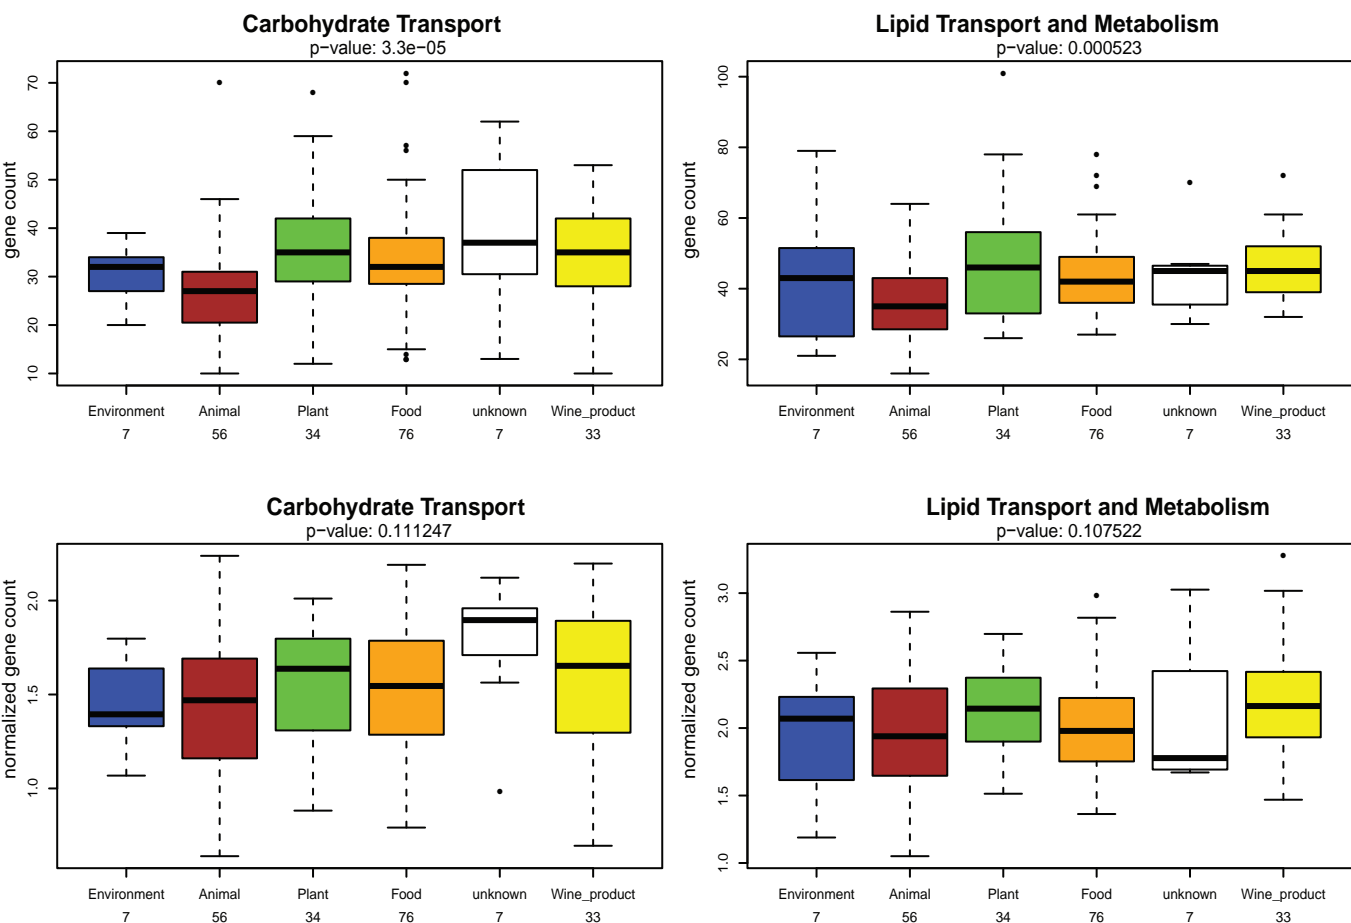 Carbohydrate Transport
p−value: 3.3e−05
gene count
70
60
50
40
30
20
10
Environment Animal Plant Food unknown Wine_product
7 56 34 76 7 33
Lipid Transport and Metabolism
p−value: 0.000523
gene count
100
80
60
40
20
Environment Animal Plant Food unknown Wine_product
7 56 34 76 7 33
Carbohydrate Transport
p−value: 0.111247
normalized gene count
2.0
1.5
1.0
Environment Animal Plant Food unknown Wine_product
7 56 34 76 7 33
Lipid Transport and Metabolism
p−value: 0.107522
normalized gene count
3.0
2.5
2.0
1.5
1.0
Environment Animal Plant Food unknown Wine_product
7 56 34 76 7 33